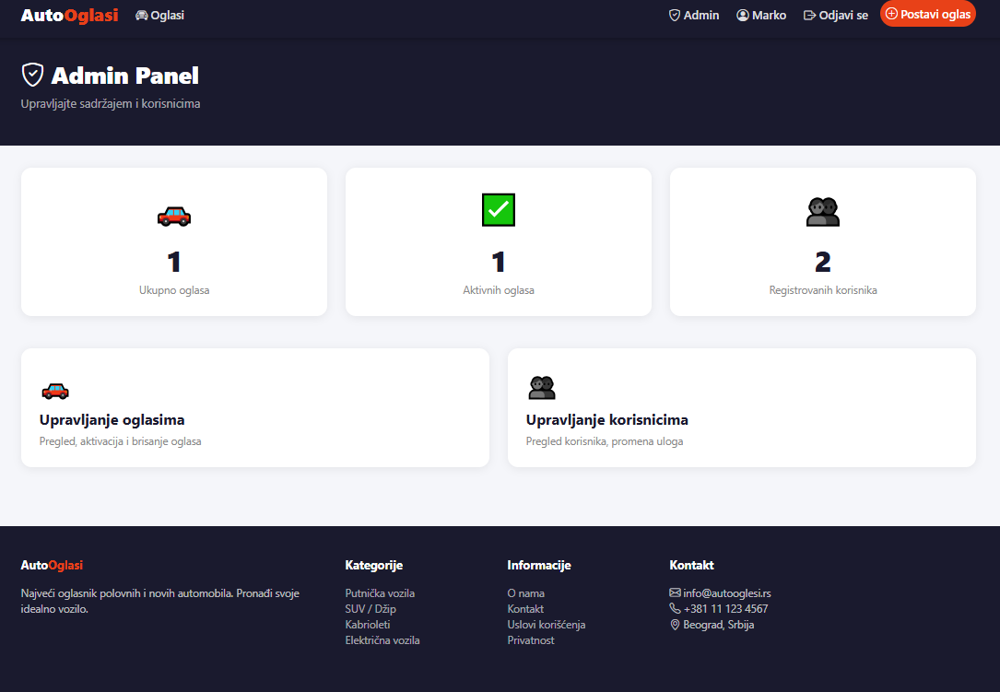 AutoOglasi Oglasi Admin Marko Odjavi se Postavi oglas
Admin Panel
Upravljajte sadržajem i korisnicima
1
Ukupno oglasa
1
Aktivnih oglasa
2
Registrovanih korisnika
Upravljanje oglasima
Pregled, aktivacija i brisanje oglasa
Upravljanje korisnicima
Pregled korisnika, promena uloga
AutoOglasi
Najveći oglasnik polovnih i novih automobila. Pronađi svoje
idealno vozilo.
Kategorije
Putnička vozila
SUV / Džip
Kabrioleti
Električna vozila
Informacije
O nama
Kontakt
Uslovi korišćenja
Privatnost
Kontakt
info@autooglesi.rs
+381 11 123 4567
Beograd, Srbija